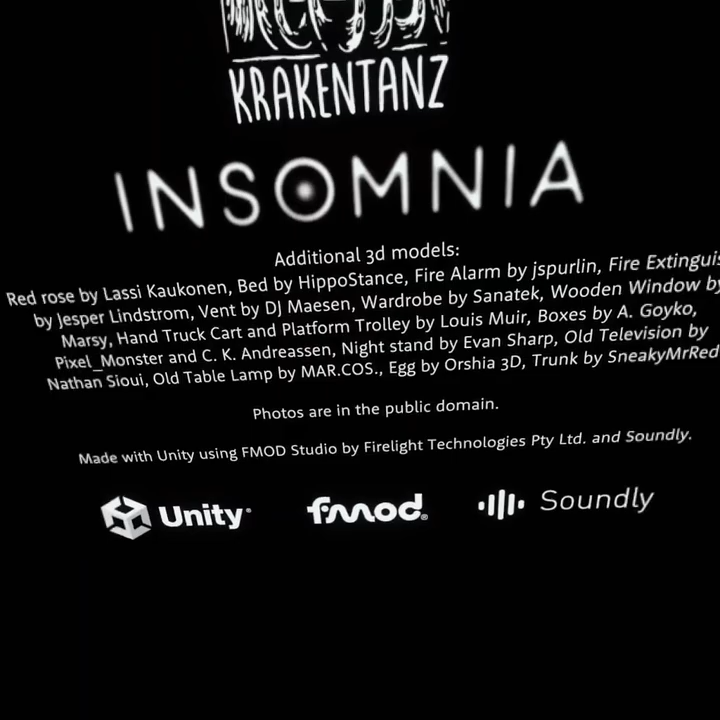 KRAKENTANZ
INSOMNIA
Additional 3d models:
Red rose by Lassi Kaukonen, Bed by HippoStance, Fire Alarm by jspurlin, Fire
by Jesper Lindstrom, Vent by DJ Maesen, Wardrobe by Sanatek, Wooden Window by
Marsy, Hand Truck Cart and Platform Trolley by Louis Muir, Boxes by A. Goyko,
Pixel_Monster and C. K. Andreassen, Night stand by Evan Sharp, Old Television by
Nathan Sioui, Old Table Lamp by MAR.COS., Egg by Orshia 3D, Trunk by SneakyMrRed
Photos are in the public domain.
Made with Unity using FMOD Studio by Firelight Technologies Pty Ltd. and Soundly.
Unity® fmod® Soundly